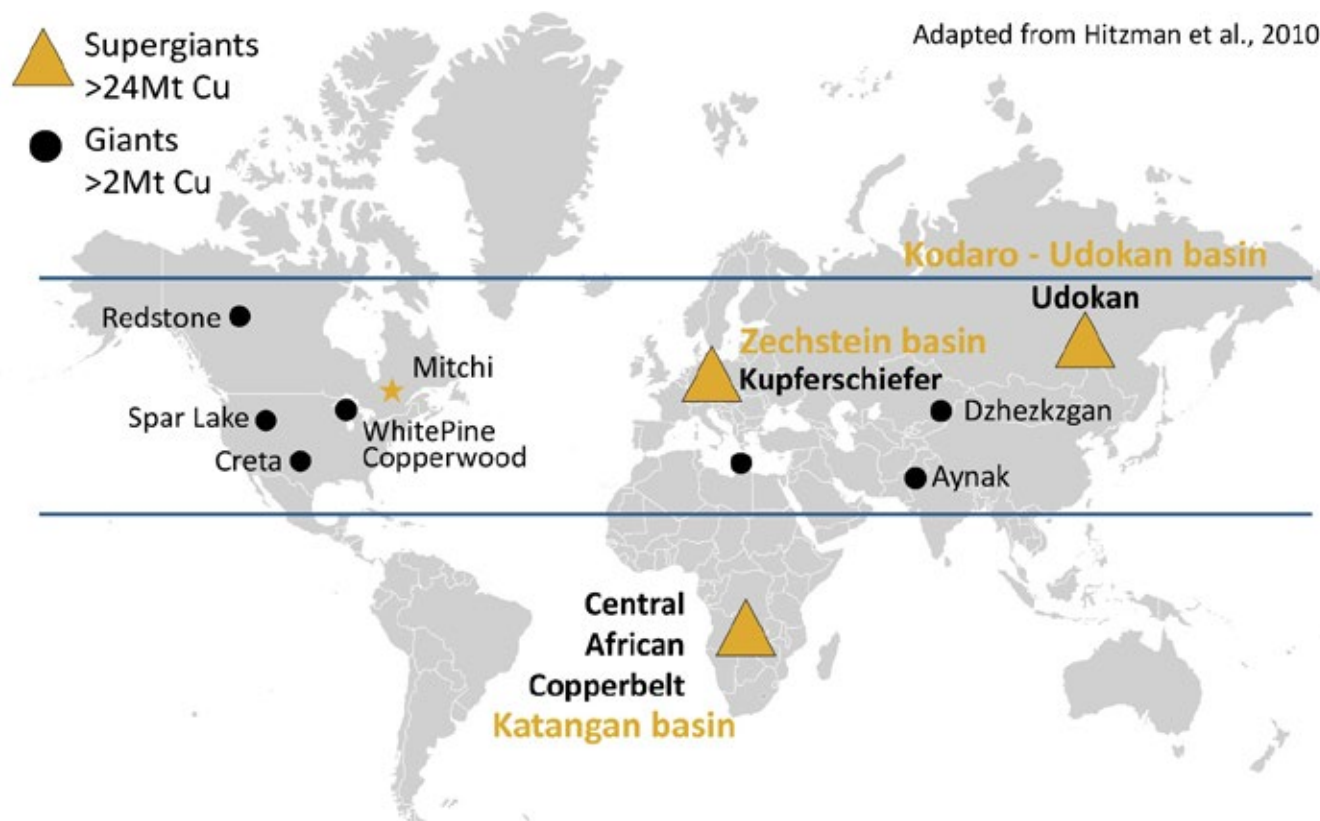 Supergiants
>24Mt Cu
Giants
>2Mt Cu
Adapted from Hitzman et al., 2010
Kodaro - Udokan basin
Udokan
Redstone
Zechstein basin
Kupferschiefer
Mitchi
Spar Lake
WhitePine
Copperwood
Creta
Dzhezkzgan
Aynak
Central
African
Copperbelt
Katangan basin